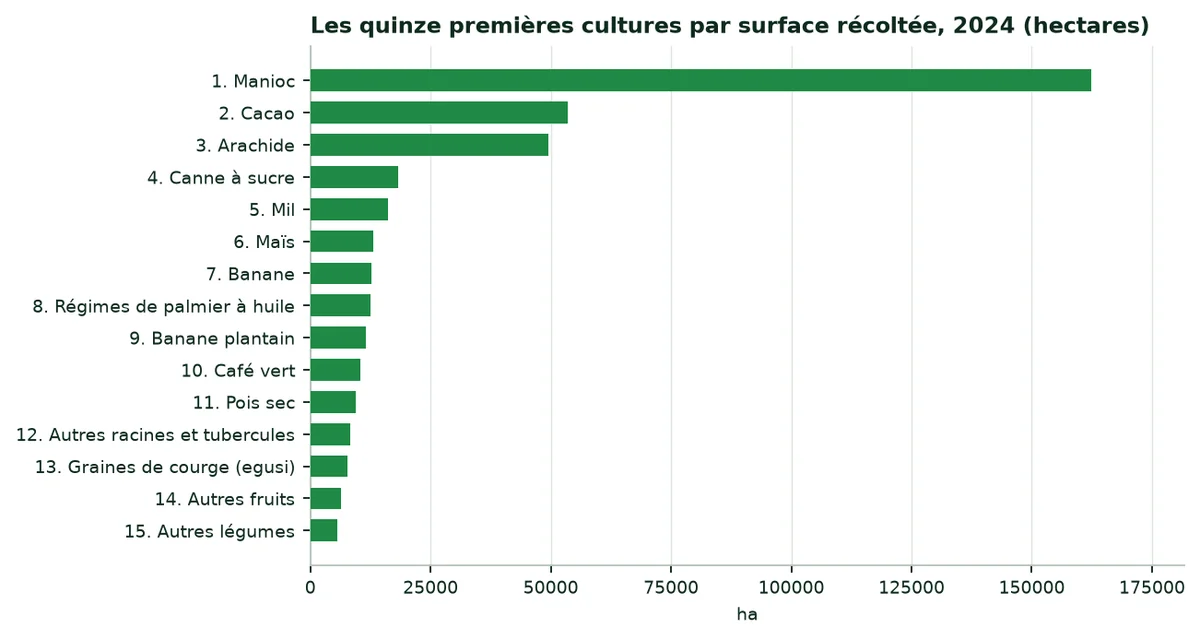 Les quinze premières cultures par surface récoltée, 2024 (hectares)
1. Manioc
2. Cacao
3. Arachide
4. Canne à sucre
5. Mil
6. Maïs
7. Banane
8. Régimes de palmier à huile
9. Banane plantain
10. Café vert
11. Pois sec
12. Autres racines et tubercules
13. Graines de courge (egusi)
14. Autres fruits
15. Autres légumes
0 25000 50000 75000 100000 125000 150000 175000
ha